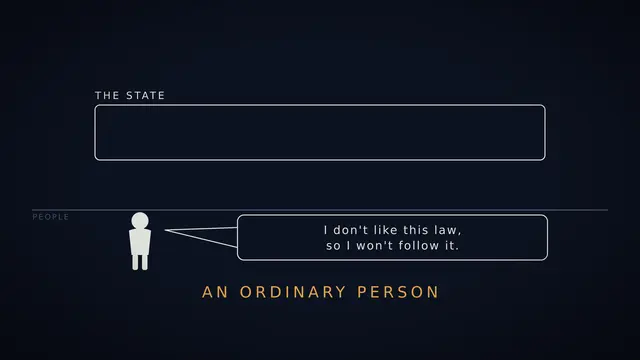 THE STATE
PEOPLE
I don't like this law,
so I won't follow it.
AN ORDINARY PERSON